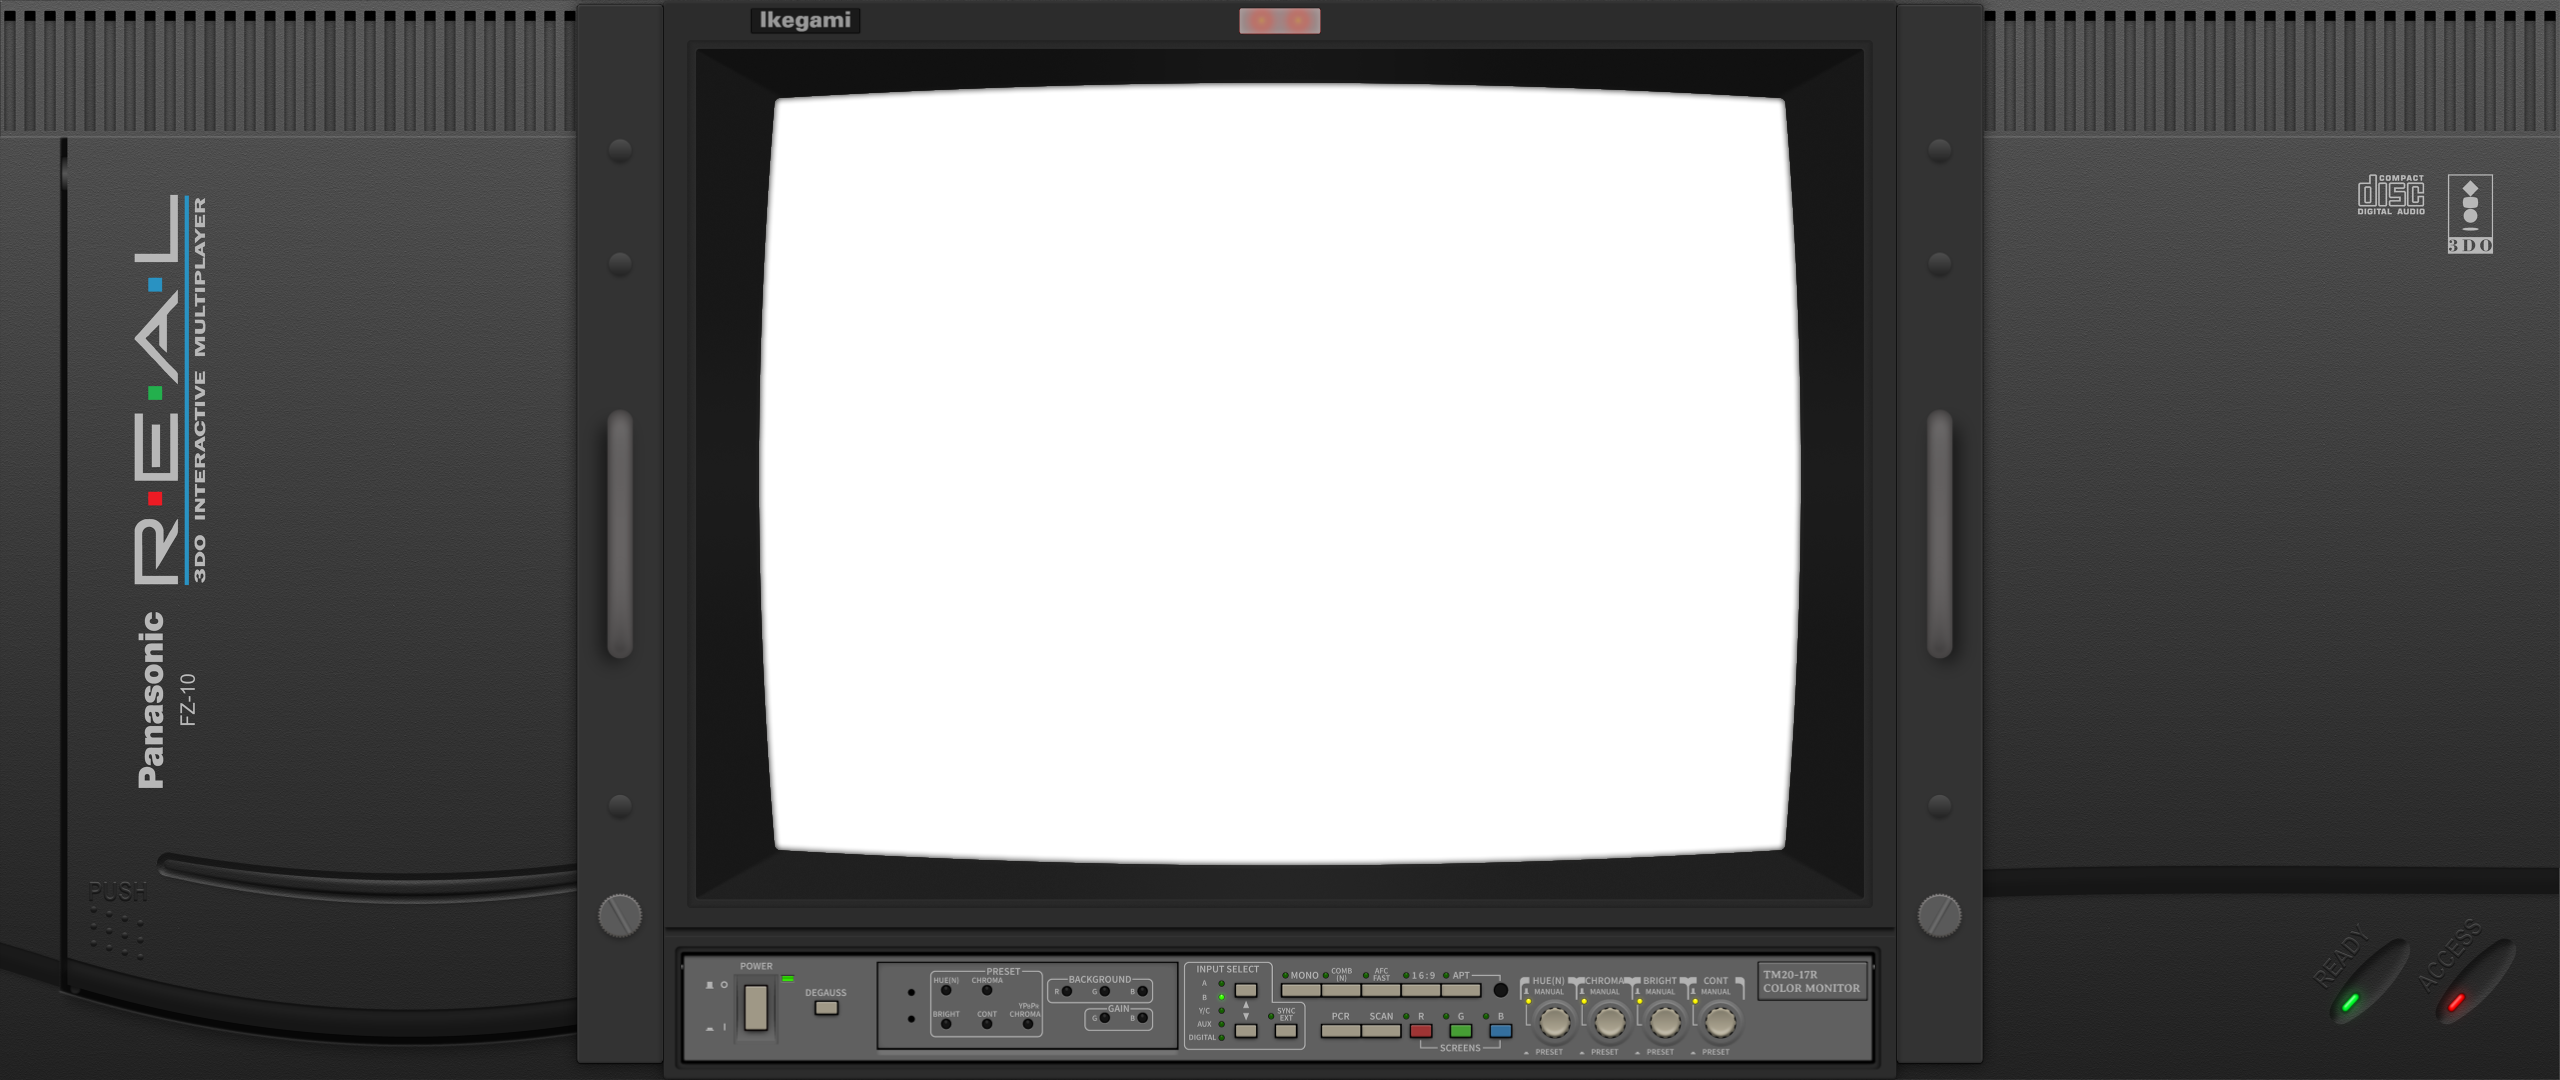 Ikegami
COMPACT
disc
DIGITAL AUDIO
3DO
R·E·A·L
3DO INTERACTIVE MULTIPLAYER
Panasonic
FZ-10
PUSH
READY
ACCESS
POWER
DEGAUSS
PRESET
HUE(N)
CHROMA
BRIGHT
CONT
YPBPR
CHROMA
BACKGROUND
R
G
B
GAIN
G
B
INPUT SELECT
A
B
Y/C
AUX
DIGITAL
SYNC
EXT
MONO
COMB
(N)
AFC
FAST
16:9
APT
PCR
SCAN
R
G
B
SCREENS
HUE(N)
CHROMA
BRIGHT
CONT
MANUAL
MANUAL
MANUAL
MANUAL
PRESET
PRESET
PRESET
PRESET
TM20-17R
COLOR MONITOR